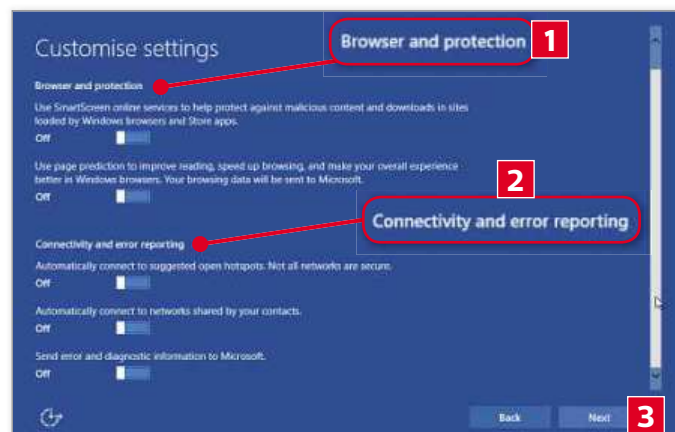 Customise settings
Browser and protection 1
Browser and protection
Use SmartScreen online services to help protect against malicious content and downloads in sites
loaded by Windows browsers and Store apps.
Off
Use page prediction to improve reading, speed up browsing, and make your overall experience
better in Windows browsers. Your browsing data will be sent to Microsoft.
Off
2
Connectivity and error reporting
Connectivity and error reporting
Automatically connect to suggested open hotspots. Not all networks are secure.
Off
Automatically connect to networks shared by your contacts.
Off
Send error and diagnostic information to Microsoft.
Off
Back Next 3